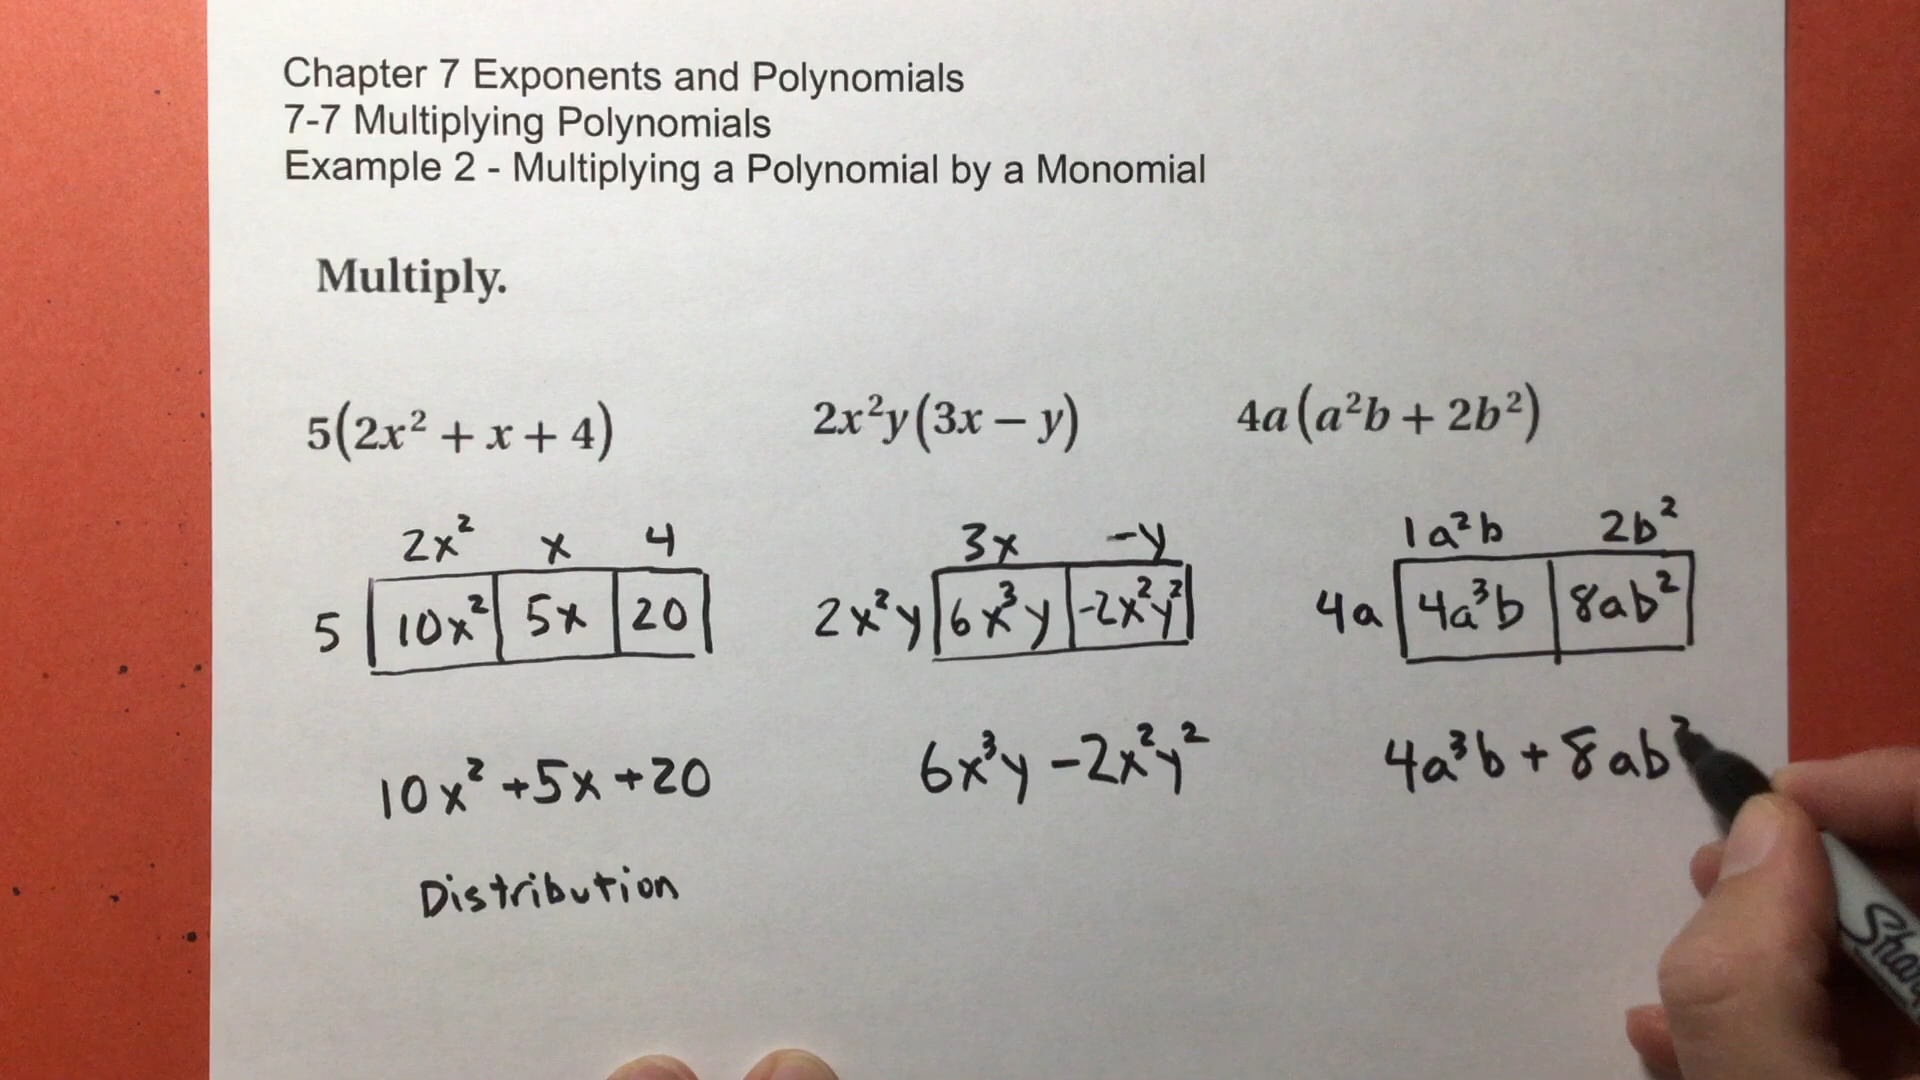 Chapter 7 Exponents and Polynomials
7-7 Multiplying Polynomials
Example 2 - Multiplying a Polynomial by a Monomial
Multiply.
5(2x² + x + 4)
2x²y(3x − y)
4a(a²b + 2b²)
2x² x 4
5 10x² 5x 20
10x² +5x +20
Distribution
3x -y
2x²y 6x³y -2x²y²
6x³y -2x²y²
1a²b 2b²
4a 4a³b 8ab²
4a³b + 8ab²